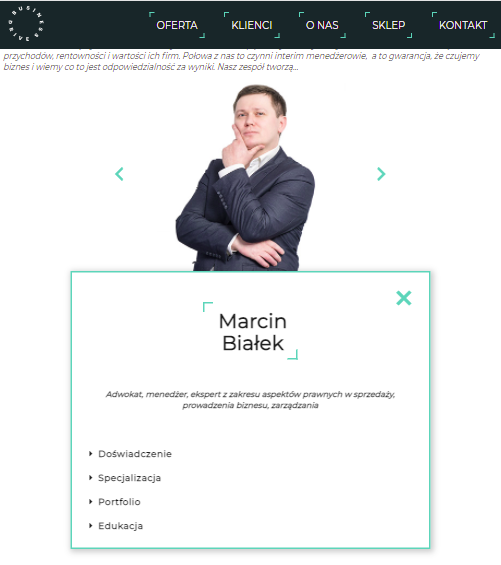 BUSINESS
OFERTA
KLIENCI
O NAS
SKLEP
KONTAKT
przychodów, rentowności i wartości ich firm. Połowa z nas to czynni interim menedżerowie, a to gwarancja, że czujemy
biznes i wiemy co to jest odpowiedzialność za wyniki. Nasz zespół tworzą...
Marcin
Białek
Adwokat, menedżer, ekspert z zakresu aspektów prawnych w sprzedaży,
prowadzenia biznesu, zarządzania
Doświadczenie
Specjalizacja
Portfolio
Edukacja